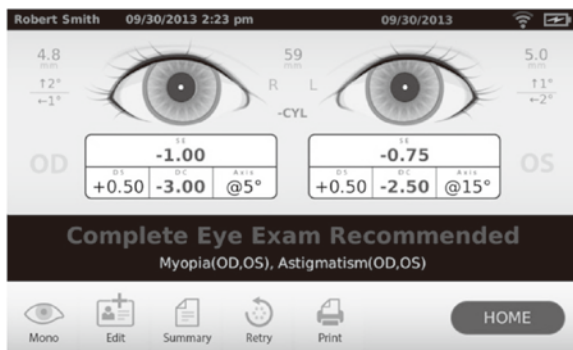 Robert Smith 09/30/2013 2:23 pm 09/30/2013
4.8 59 5.0
mm mm mm
↑2° R L ↑1°
←1° -CYL ←2°
OD SE SE OS
-1.00 -0.75
DS DC Axis DS DC Axis
+0.50 -3.00 @5° +0.50 -2.50 @15°
Complete Eye Exam Recommended
Myopia(OD,OS), Astigmatism(OD,OS)
Mono Edit Summary Retry Print HOME